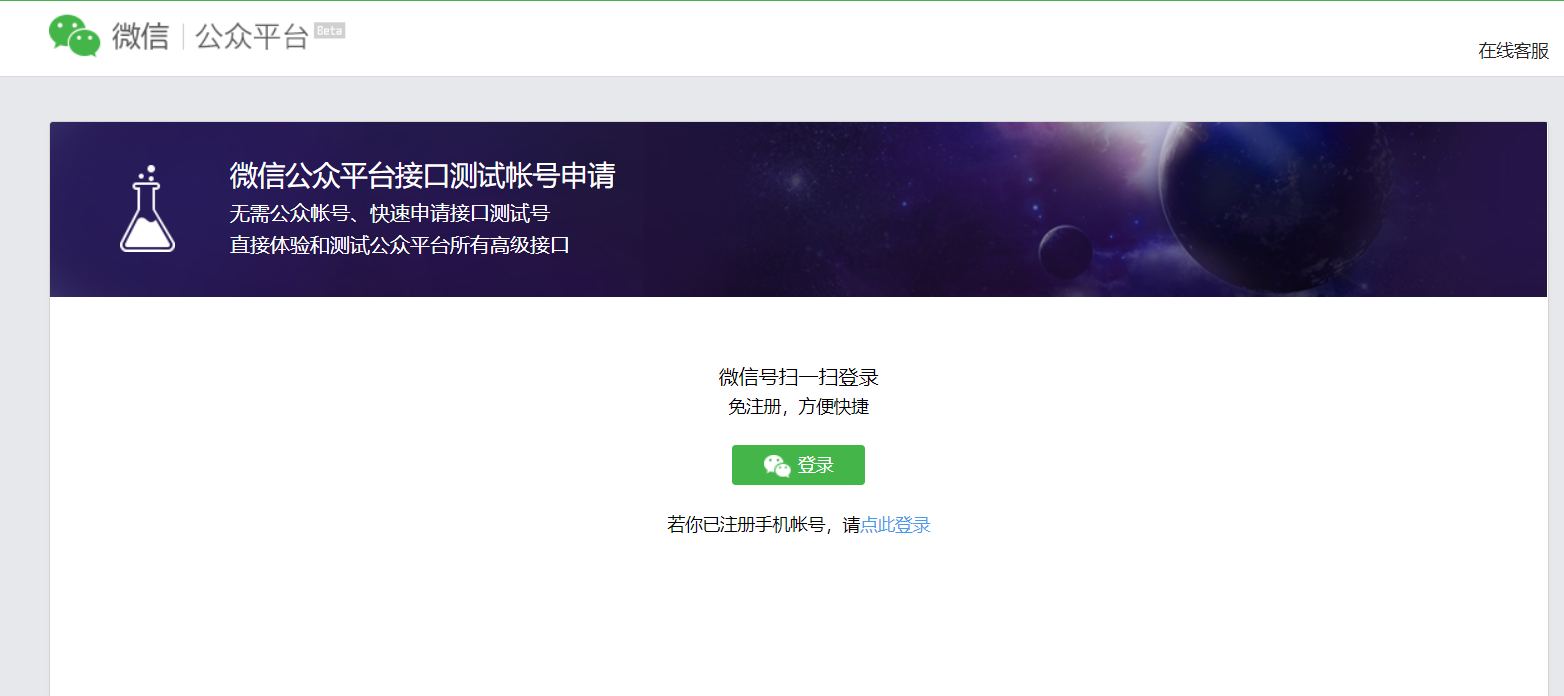 微信 | 公众平台 Beta
在线客服
微信公众平台接口测试帐号申请
无需公众帐号、快速申请接口测试号
直接体验和测试公众平台所有高级接口
微信号扫一扫登录
免注册，方便快捷
登录
若你已注册手机帐号，请点此登录